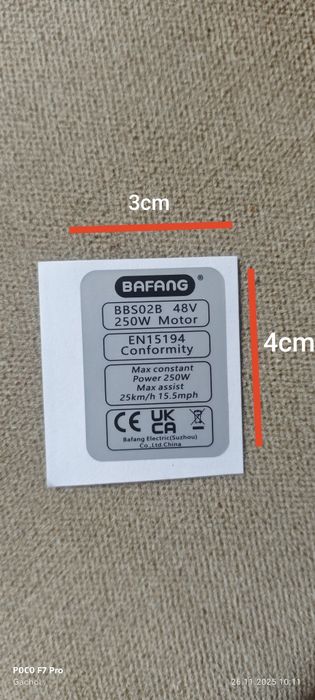 3cm
BAFANG®
BBS02B 48V
250W Motor
EN15194
Conformity
4cm
Max constant
Power 250W
Max assist
25km/h 15.5mph
CE UK
CA
Bafang Electric(Suzhou)
Co.,Ltd.China
POCO F7 Pro
Gachol
26.11.2025 10:11